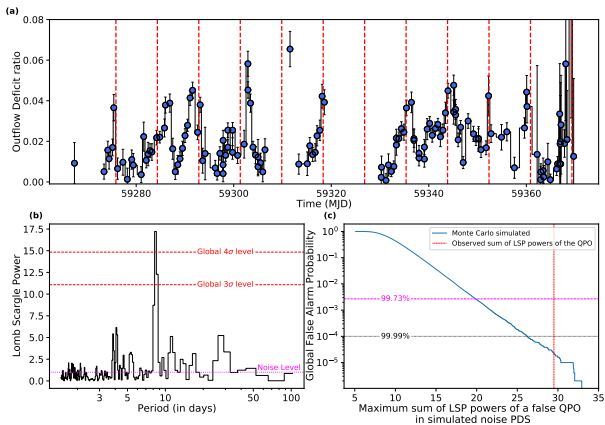 (a)
Outflow Deficit ratio
0.08
0.06
0.04
0.02
0.00
59280
59300
59320
59340
59360
Time (MJD)
(b)
Lomb Scargle Power
17.5
15.0
12.5
10.0
7.5
5.0
2.5
0.0
Global 4σ level
Global 3σ level
Noise Level
3
5
10
20
50
100
Period (in days)
(c)
Global False Alarm Probability
10⁰
10⁻¹
10⁻²
10⁻³
10⁻⁴
10⁻⁵
Monte Carlo simulated
Observed sum of LSP powers of the QPO
99.73%
99.99%
5
10
15
20
25
30
35
Maximum sum of LSP powers of a false QPO
in simulated noise PDS